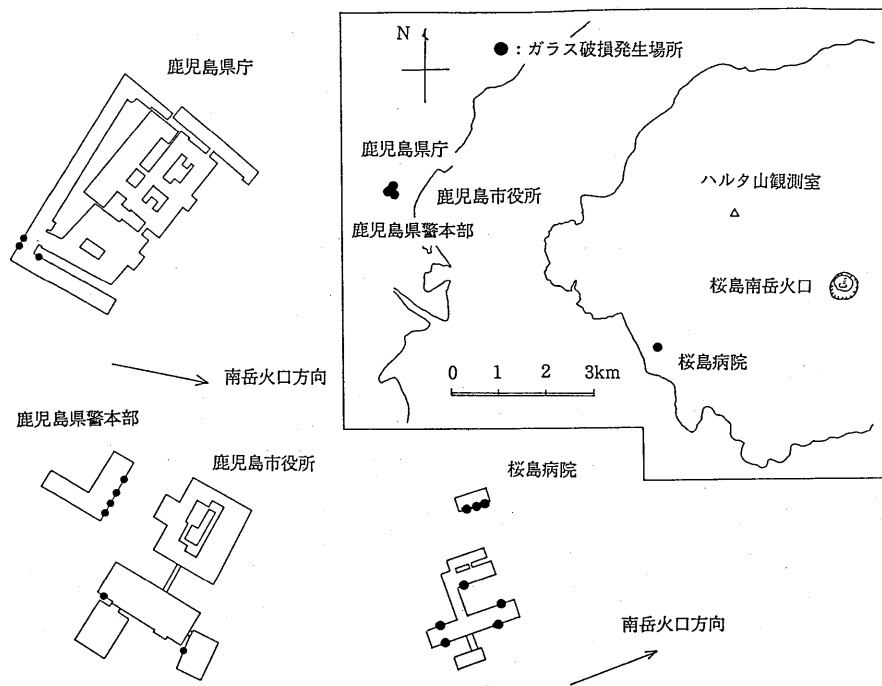 鹿児島県庁
N
●：ガラス破損発生場所
鹿児島県庁
鹿児島市役所
鹿児島県警本部
ハルタ山観測室
桜島南岳火口
桜島病院
0 1 2 3km
南岳火口方向
鹿児島県警本部
鹿児島市役所
桜島病院
南岳火口方向